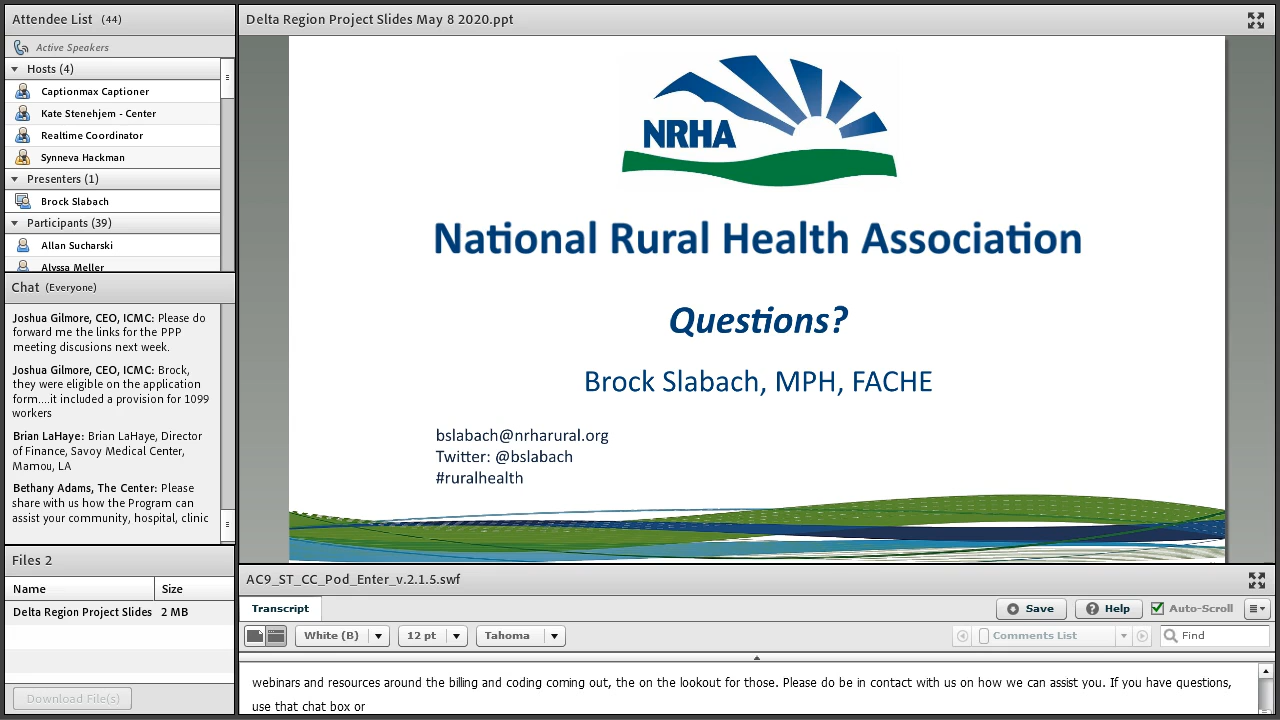 Attendee List (44)
Active Speakers
Hosts (4)
Captionmax Captioner
Kate Stenehjem - Center
Realtime Coordinator
Synneva Hackman
Presenters (1)
Brock Slabach
Participants (39)
Allan Sucharski
Alyssa Meller
Chat (Everyone)
Joshua Gilmore, CEO, ICMC: Please do
forward me the links for the PPP
meeting discusions next week.
Joshua Gilmore, CEO, ICMC: Brock,
they were eligible on the application
form....it included a provision for 1099
workers
Brian LaHaye: Brian LaHaye, Director
of Finance, Savoy Medical Center,
Mamou, LA
Bethany Adams, The Center: Please
share with us how the Program can
assist your community, hospital, clinic
Files 2
Name Size
Delta Region Project Slides 2 MB
Download File(s)
Delta Region Project Slides May 8 2020.ppt
NRHA
National Rural Health Association
Questions?
Brock Slabach, MPH, FACHE
bslabach@nrharural.org
Twitter: @bslabach
#ruralhealth
AC9_ST_CC_Pod_Enter_v.2.1.5.swf
Transcript Save Help Auto-Scroll
White (B) 12 pt Tahoma Comments List Find
webinars and resources around the billing and coding coming out, the on the lookout for those. Please do be in contact with us on how we can assist you. If you have questions,
use that chat box or